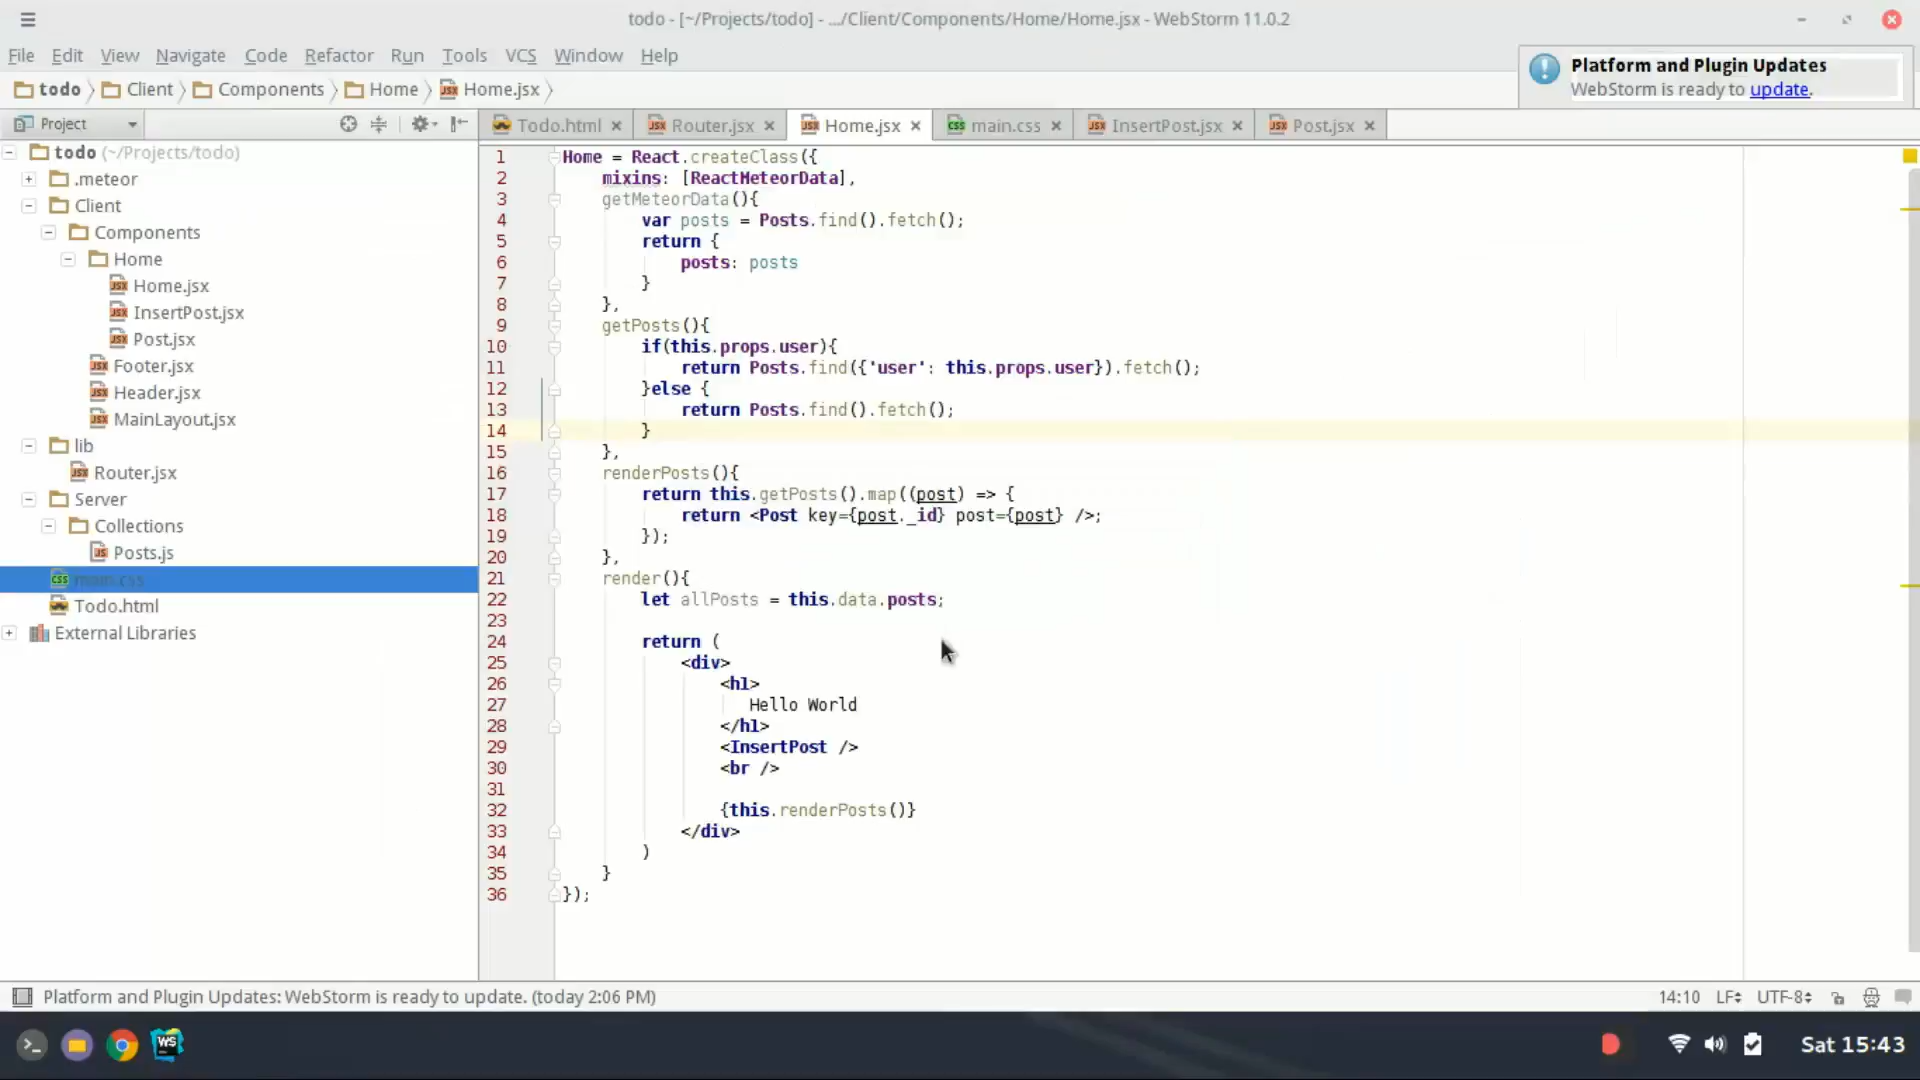 todo - [~/Projects/todo] - .../Client/Components/Home/Home.jsx - WebStorm 11.0.2
File Edit View Navigate Code Refactor Run Tools VCS Window Help
Platform and Plugin Updates
WebStorm is ready to update.
todo Client Components Home Home.jsx
Project
Todo.html Router.jsx Home.jsx main.css InsertPost.jsx Post.jsx
todo (~/Projects/todo)
.meteor
Client
Components
Home
Home.jsx
InsertPost.jsx
Post.jsx
Footer.jsx
Header.jsx
MainLayout.jsx
lib
Router.jsx
Server
Collections
Posts.js
main.css
Todo.html
External Libraries
1 Home = React.createClass({
2 mixins: [ReactMeteorData],
3 getMeteorData(){
4 var posts = Posts.find().fetch();
5 return {
6 posts: posts
7 }
8 },
9 getPosts(){
10 if(this.props.user){
11 return Posts.find({'user': this.props.user}).fetch();
12 }else {
13 return Posts.find().fetch();
14 }
15 },
16 renderPosts(){
17 return this.getPosts().map((post) => {
18 return <Post key={post._id} post={post} />;
19 });
20 },
21 render(){
22 let allPosts = this.data.posts;
23
24 return (
25 <div>
26 <h1>
27 Hello World
28 </h1>
29 <InsertPost />
30 <br />
31
32 {this.renderPosts()}
33 </div>
34 )
35 }
36 });
Platform and Plugin Updates: WebStorm is ready to update. (today 2:06 PM)
14:10 LF UTF-8
WS
Sat 15:43